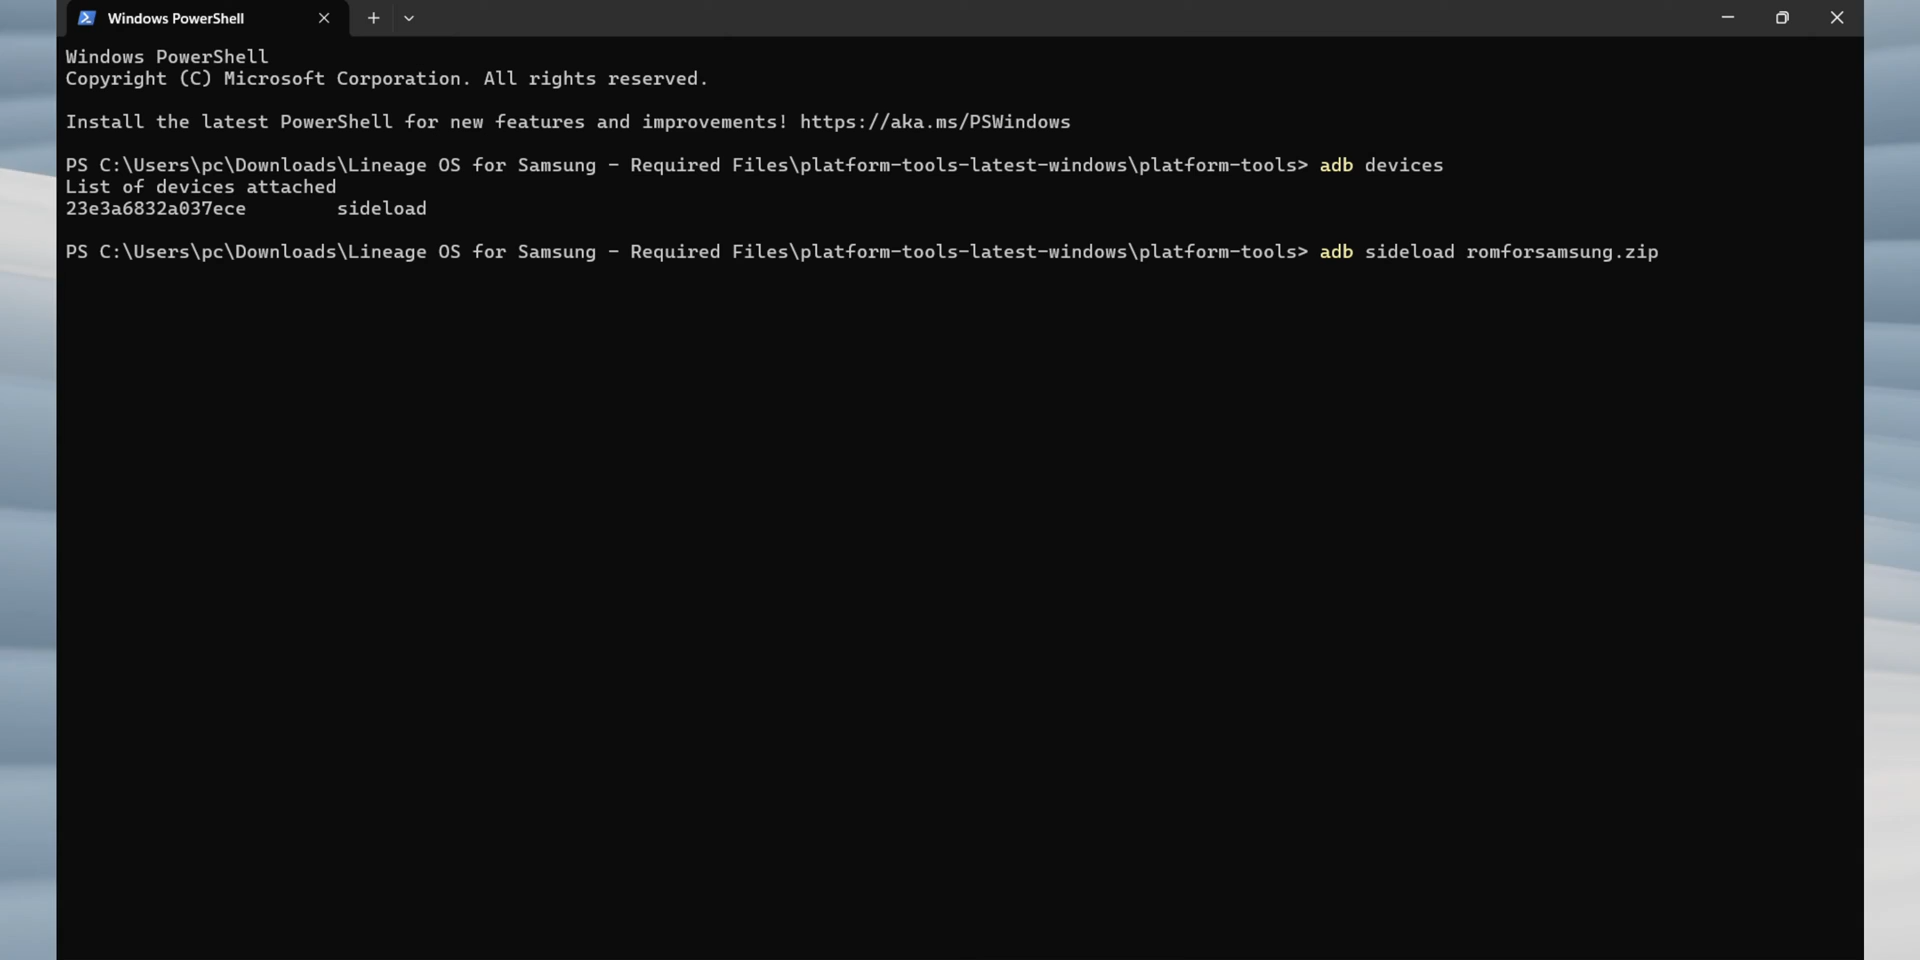 Windows PowerShell
Windows PowerShell
Copyright (C) Microsoft Corporation. All rights reserved.
Install the latest PowerShell for new features and improvements! https://aka.ms/PSWindows
PS C:\Users\pc\Downloads\Lineage OS for Samsung - Required Files\platform-tools-latest-windows\platform-tools> adb devices
List of devices attached
23e3a6832a037ece        sideload
PS C:\Users\pc\Downloads\Lineage OS for Samsung - Required Files\platform-tools-latest-windows\platform-tools> adb sideload romforsamsung.zip